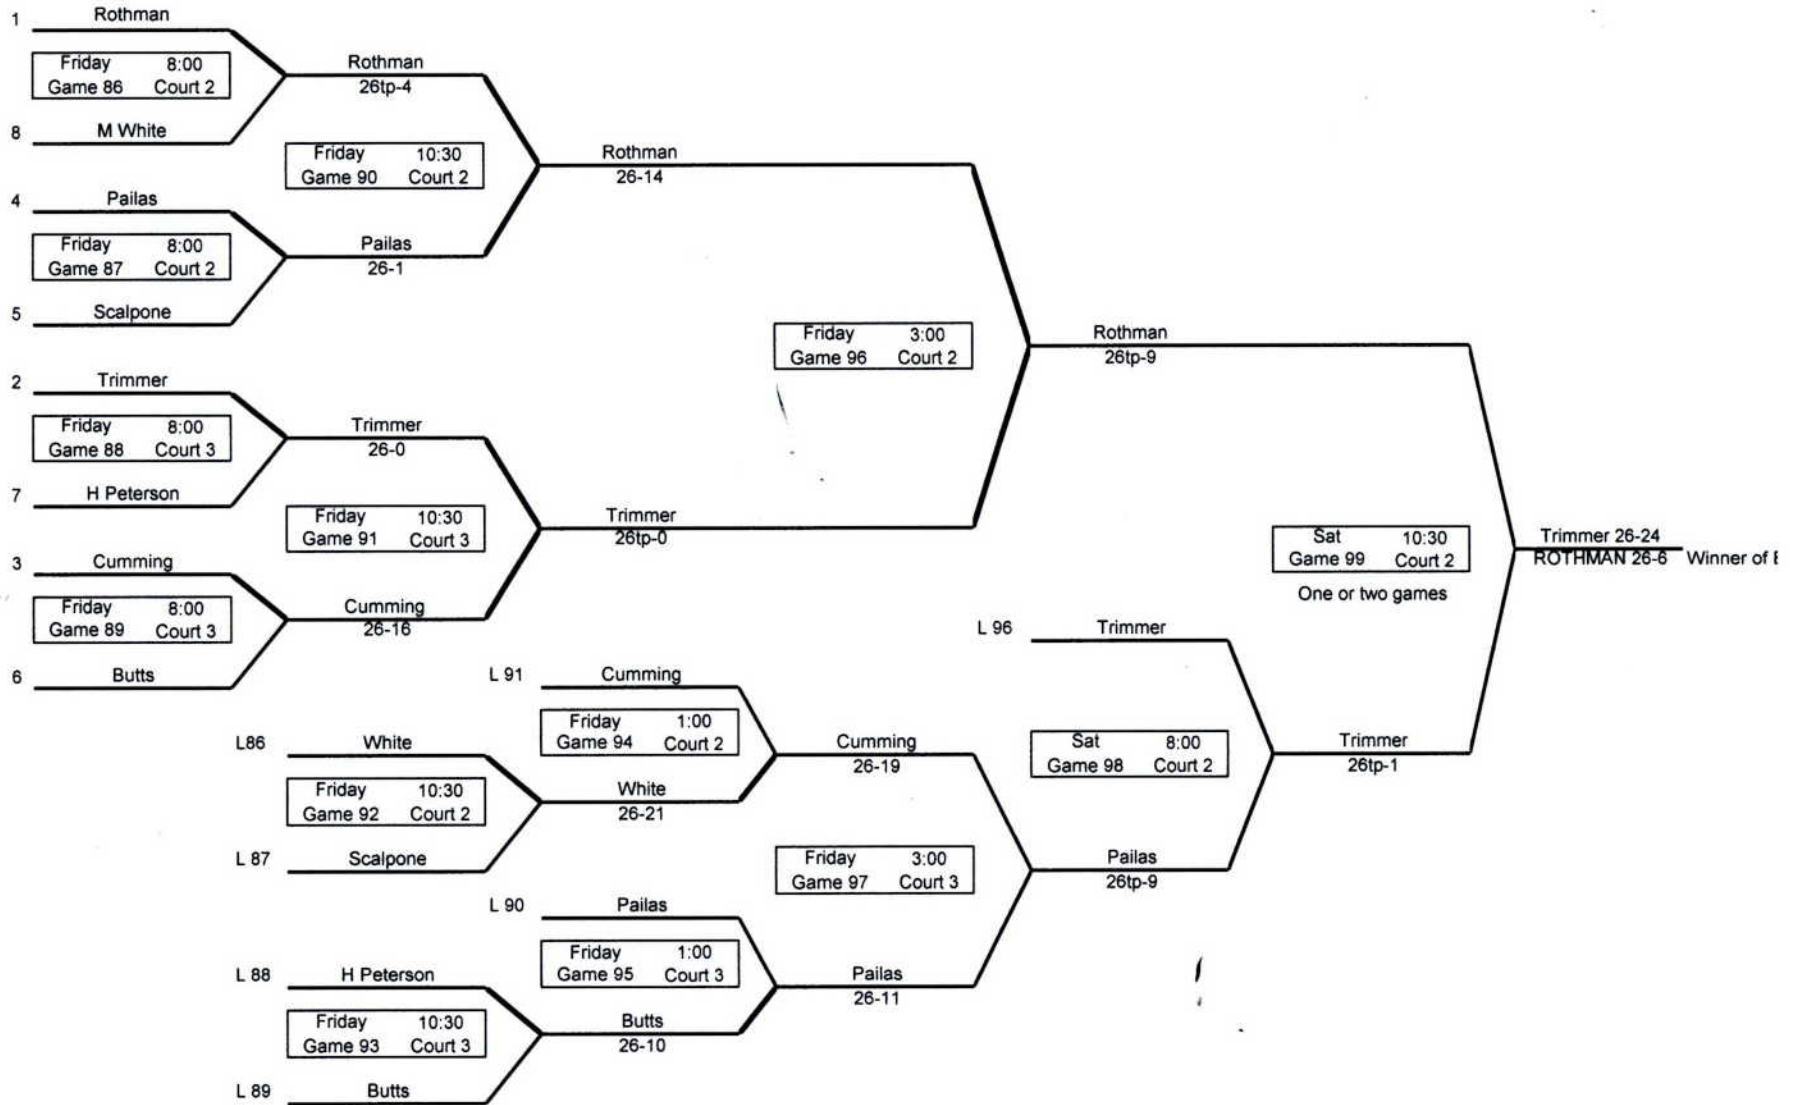 1 Rothman
Friday 8:00
Game 86 Court 2
8 M White
Rothman
26tp-4
Friday 10:30
Game 90 Court 2
4 Pailas
Friday 8:00
Game 87 Court 2
5 Scalpone
Pailas
26-1
Rothman
26-14
Friday 3:00
Game 96 Court 2
2 Trimmer
Friday 8:00
Game 88 Court 3
7 H Peterson
Trimmer
26-0
Friday 10:30
Game 91 Court 3
3 Cumming
Friday 8:00
Game 89 Court 3
6 Butts
Cumming
26-16
Trimmer
26tp-0
Rothman
26tp-9
Sat 10:30
Game 99 Court 2
One or two games
Trimmer 26-24
ROTHMAN 26-6 Winner of
L 96 Trimmer
Sat 8:00
Game 98 Court 2
Trimmer
26tp-1
L 91 Cumming
Friday 1:00
Game 94 Court 2
L86 White
Friday 10:30
Game 92 Court 2
L 87 Scalpone
White
26-21
Cumming
26-19
Friday 3:00
Game 97 Court 3
Pailas
26tp-9
L 90 Pailas
Friday 1:00
Game 95 Court 3
L 88 H Peterson
Friday 10:30
Game 93 Court 3
L 89 Butts
Butts
26-10
Pailas
26-11